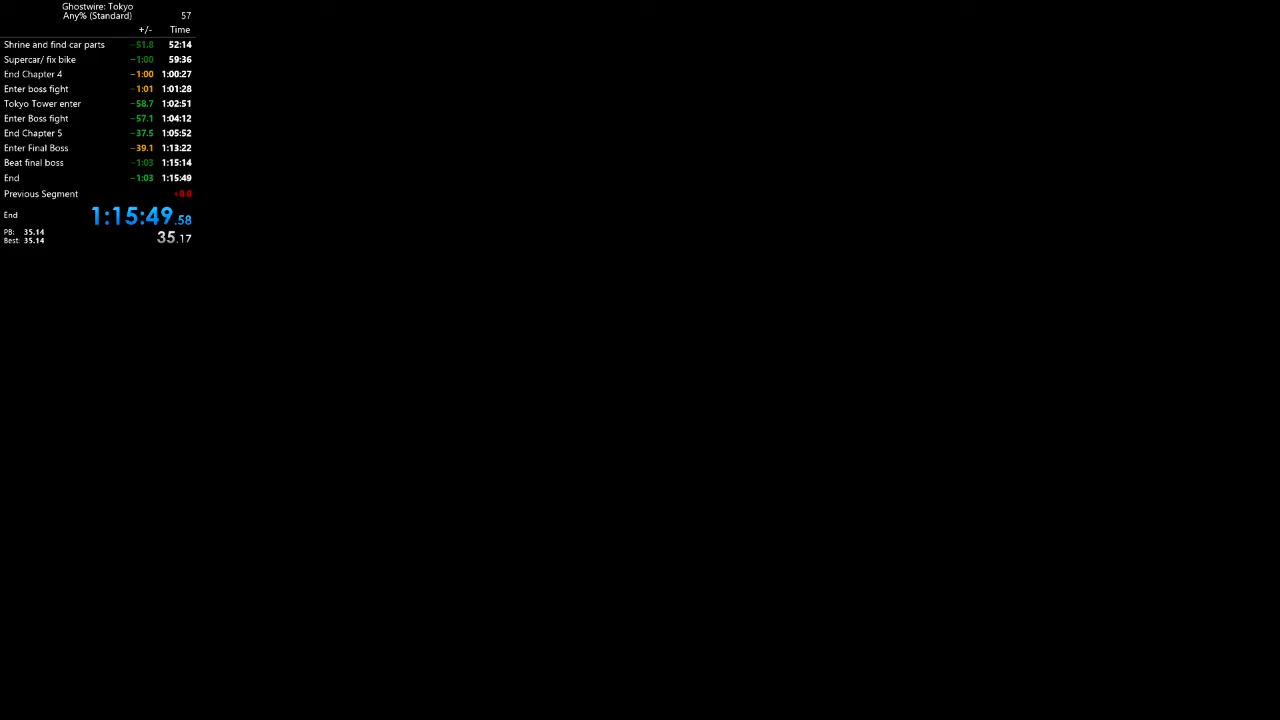 Ghostwire: Tokyo
Any% (Standard) 57
+/- Time
Shrine and find car parts −51.8 52:14
Supercar/ fix bike −1:00 59:36
End Chapter 4 −1:00 1:00:27
Enter boss fight −1:01 1:01:28
Tokyo Tower enter −58.7 1:02:51
Enter Boss fight −57.1 1:04:12
End Chapter 5 −37.5 1:05:52
Enter Final Boss −39.1 1:13:22
Beat final boss −1:03 1:15:14
End −1:03 1:15:49
Previous Segment +0.0
End 1:15:49.58
PB: 35.14
Best: 35.14 35.17